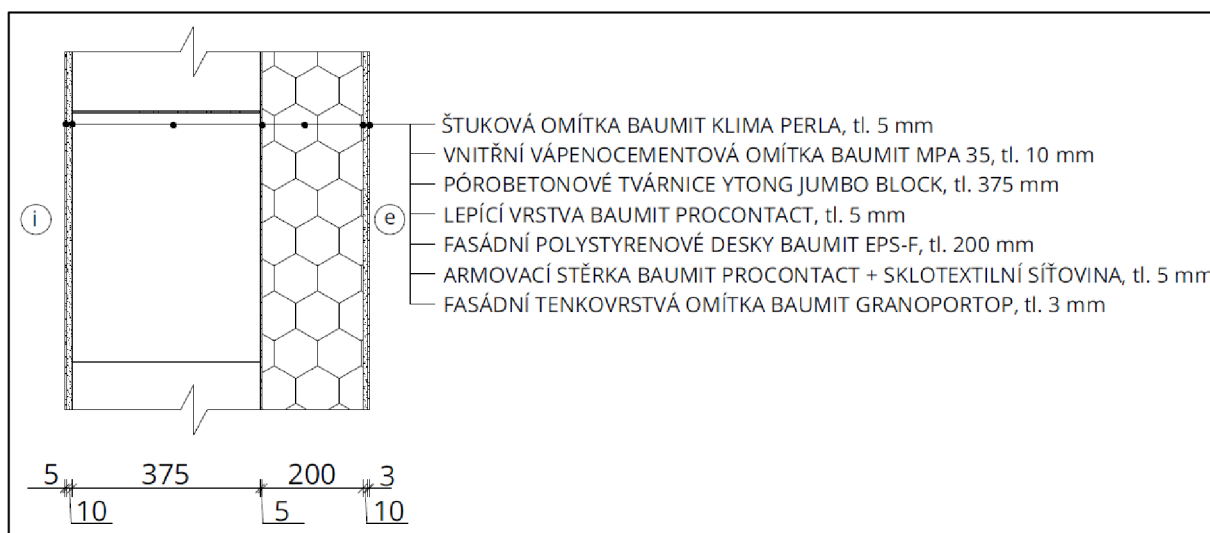 ŠTUKOVÁ OMÍTKA BAUMIT KLIMA PERLA, tl. 5 mm
VNITŘNÍ VÁPENOCEMENTOVÁ OMÍTKA BAUMIT MPA 35, tl. 10 mm
PÓROBETONOVÉ TVÁRNICE YTONG JUMBO BLOCK, tl. 375 mm
i
e
LEPÍCÍ VRSTVA BAUMIT PROCONTACT, tl. 5 mm
FASÁDNÍ POLYSTYRENOVÉ DESKY BAUMIT EPS-F, tl. 200 mm
ARMOVACÍ STĚRKA BAUMIT PROCONTACT + SKLOTEXTILNÍ SÍŤOVINA, tl. 5 mm
FASÁDNÍ TENKOVRSTVÁ OMÍTKA BAUMIT GRANOPORTOP, tl. 3 mm
5 375 200 3
10 5 10